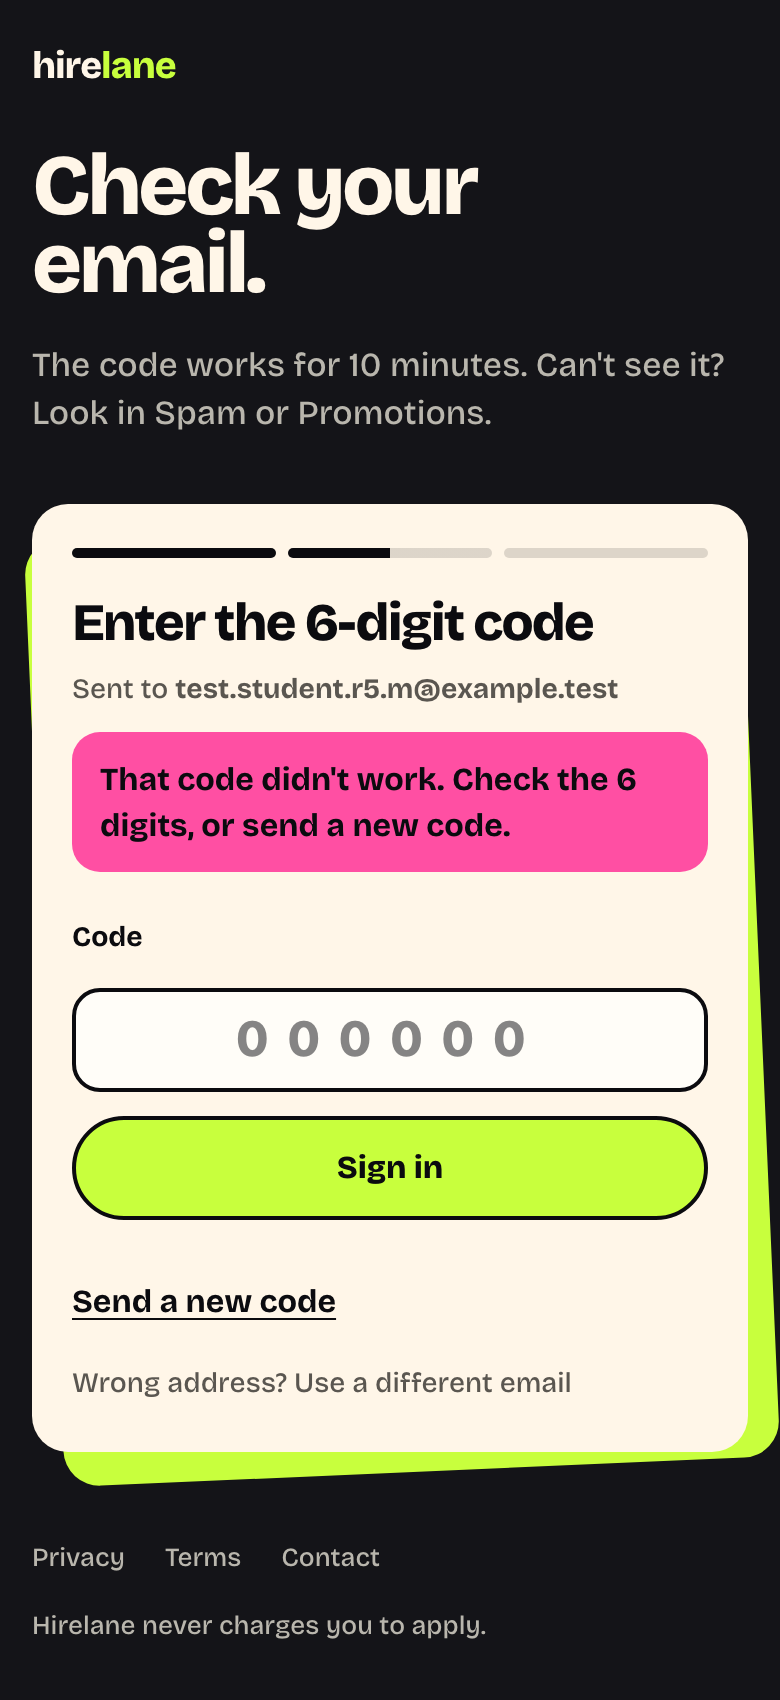 hirelane
Check your
email.
The code works for 10 minutes. Can't see it?
Look in Spam or Promotions.
Enter the 6-digit code
Sent to test.student.r5.m@example.test
That code didn't work. Check the 6
digits, or send a new code.
Code
0 0 0 0 0 0
Sign in
Send a new code
Wrong address? Use a different email
Privacy Terms Contact
Hirelane never charges you to apply.